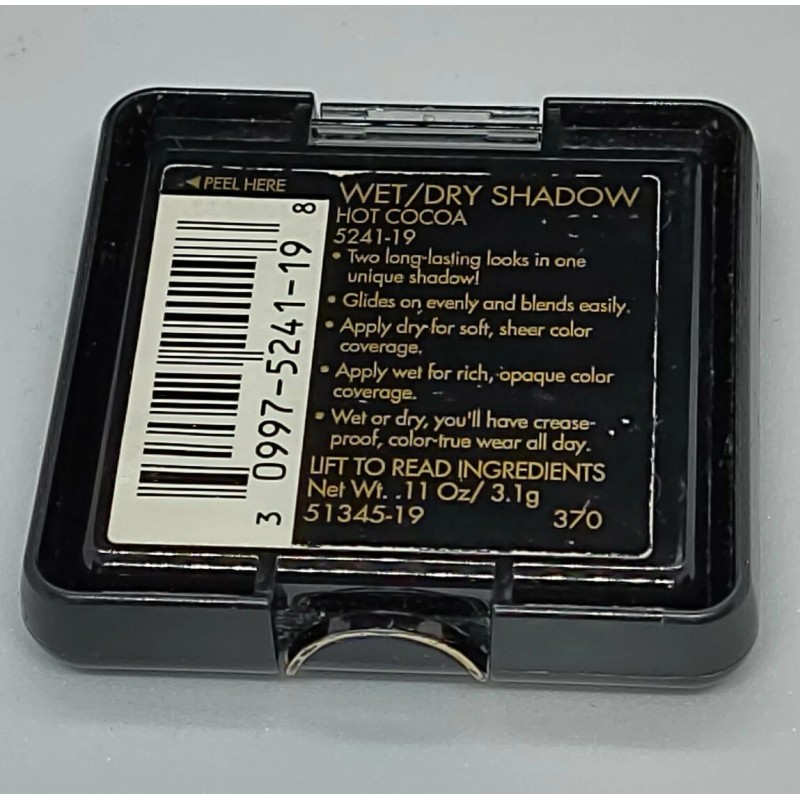 ◄ PEEL HERE
3 0997-5241-19 8
WET/DRY SHADOW
HOT COCOA
5241-19
• Two long-lasting looks in one
unique shadow!
• Glides on evenly and blends easily.
• Apply dry for soft, sheer color
coverage.
• Apply wet for rich, opaque color
coverage.
• Wet or dry, you'll have crease-
proof, color-true wear all day.
LIFT TO READ INGREDIENTS
Net Wt. .11 Oz/ 3.1g
51345-19 370